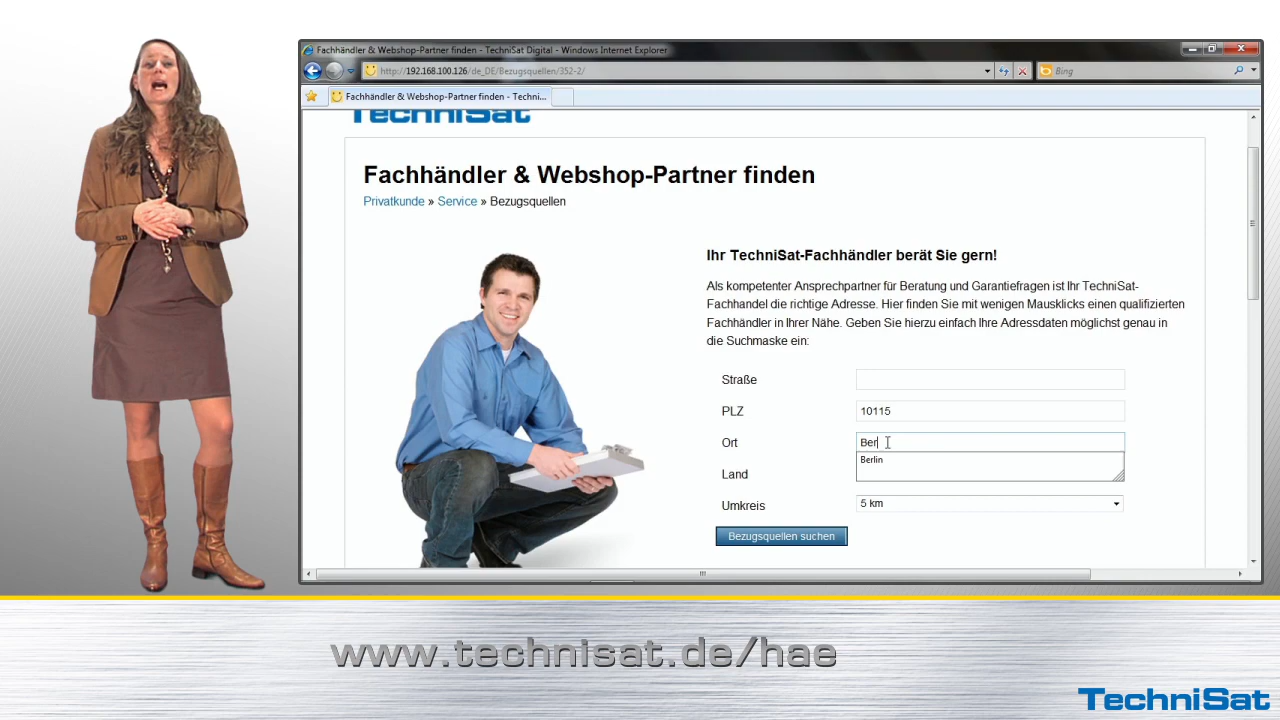 Fachhändler & Webshop-Partner finden - TechniSat Digital - Windows Internet Explorer
http://192.168.100.126/de_DE/Bezugsquellen/352-2/
Bing
Fachhändler & Webshop-Partner finden - Techni...
TechniSat
Fachhändler & Webshop-Partner finden
Privatkunde » Service » Bezugsquellen
Ihr TechniSat-Fachhändler berät Sie gern!
Als kompetenter Ansprechpartner für Beratung und Garantiefragen ist Ihr TechniSat-
Fachhandel die richtige Adresse. Hier finden Sie mit wenigen Mausklicks einen qualifizierten
Fachhändler in Ihrer Nähe. Geben Sie hierzu einfach Ihre Adressdaten möglichst genau in
die Suchmaske ein:
Straße
PLZ 10115
Ort Ber
Berlin
Land
Umkreis 5 km
Bezugsquellen suchen
www.technisat.de/hae
TechniSat